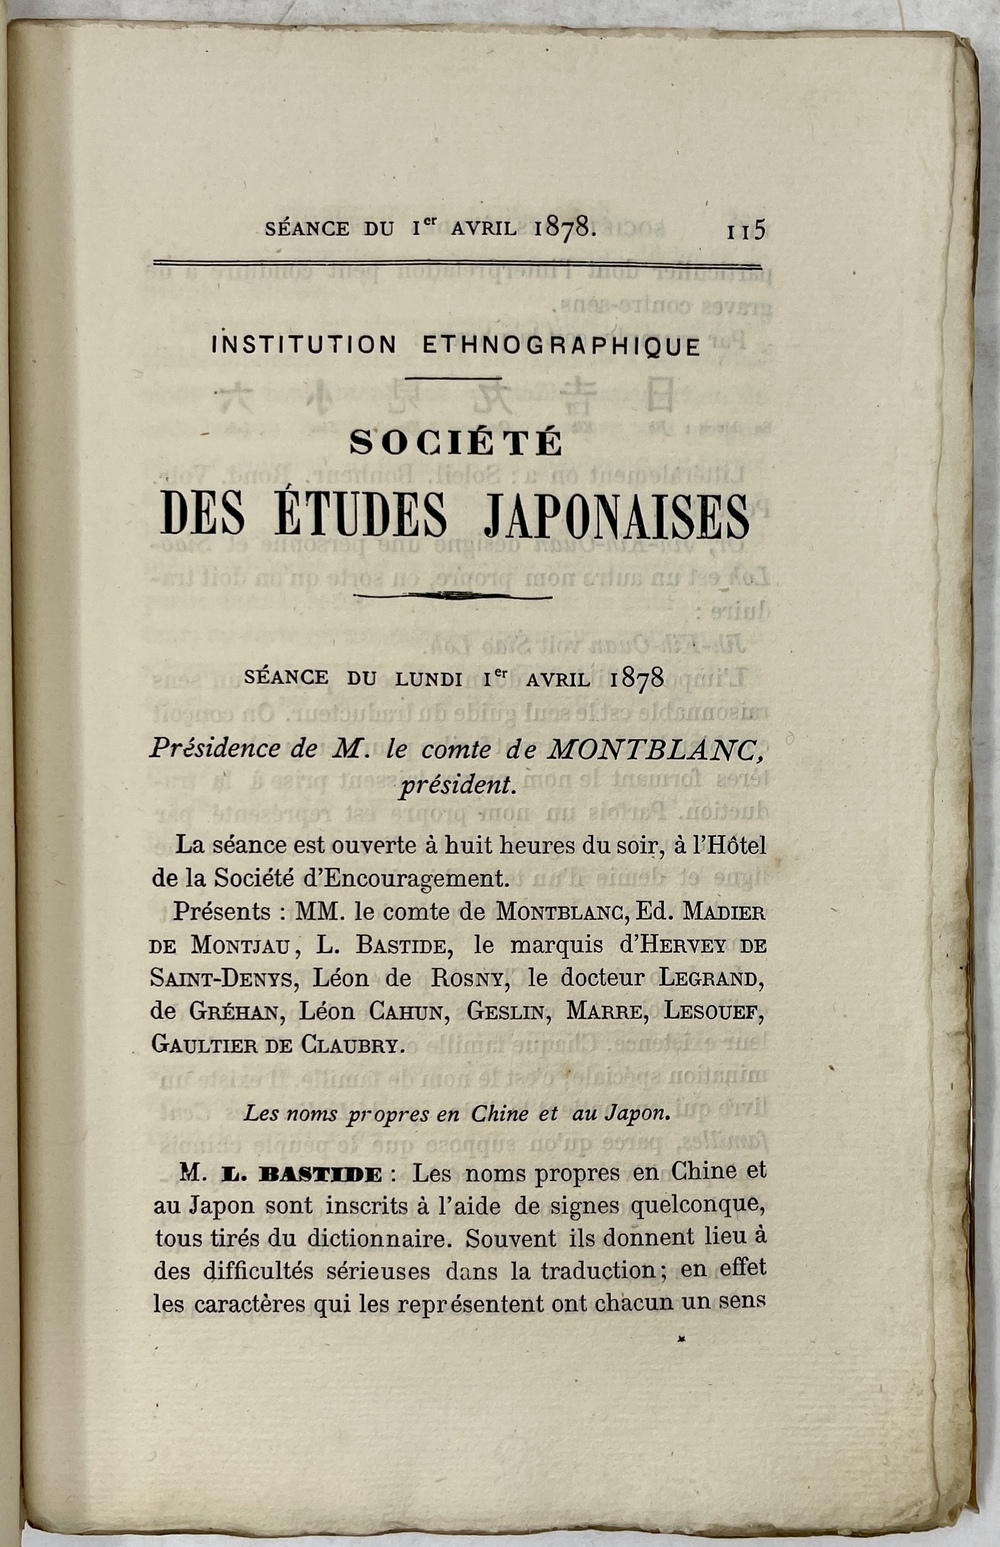 SÉANCE DU 1er AVRIL 1878. 115
INSTITUTION ETHNOGRAPHIQUE
SOCIÉTÉ
DES ÉTUDES JAPONAISES
SÉANCE DU LUNDI 1er AVRIL 1878
Présidence de M. le comte de MONTBLANC,
président.
La séance est ouverte à huit heures du soir, à l'Hôtel
de la Société d'Encouragement.
Présents : MM. le comte de MONTBLANC, Ed. MADIER
DE MONTJAU, L. BASTIDE, le marquis d'HERVEY DE
SAINT-DENYS, Léon de ROSNY, le docteur LEGRAND,
de GRÉHAN, Léon CAHUN, GESLIN, MARRE, LESOUEF,
GAULTIER DE CLAUBRY.
Les noms propres en Chine et au Japon.
M. L. BASTIDE : Les noms propres en Chine et
au Japon sont inscrits à l'aide de signes quelconque,
tous tirés du dictionnaire. Souvent ils donnent lieu à
des difficultés sérieuses dans la traduction; en effet
les caractères qui les représentent ont chacun un sens